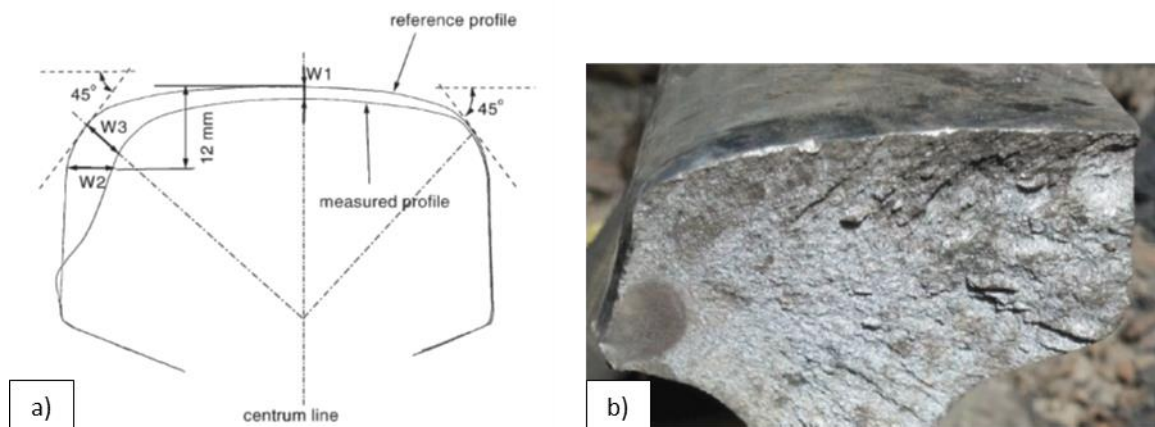 reference profile
W1
45°
45°
W3
12 mm
W2
measured profile
a)
centrum line
b)